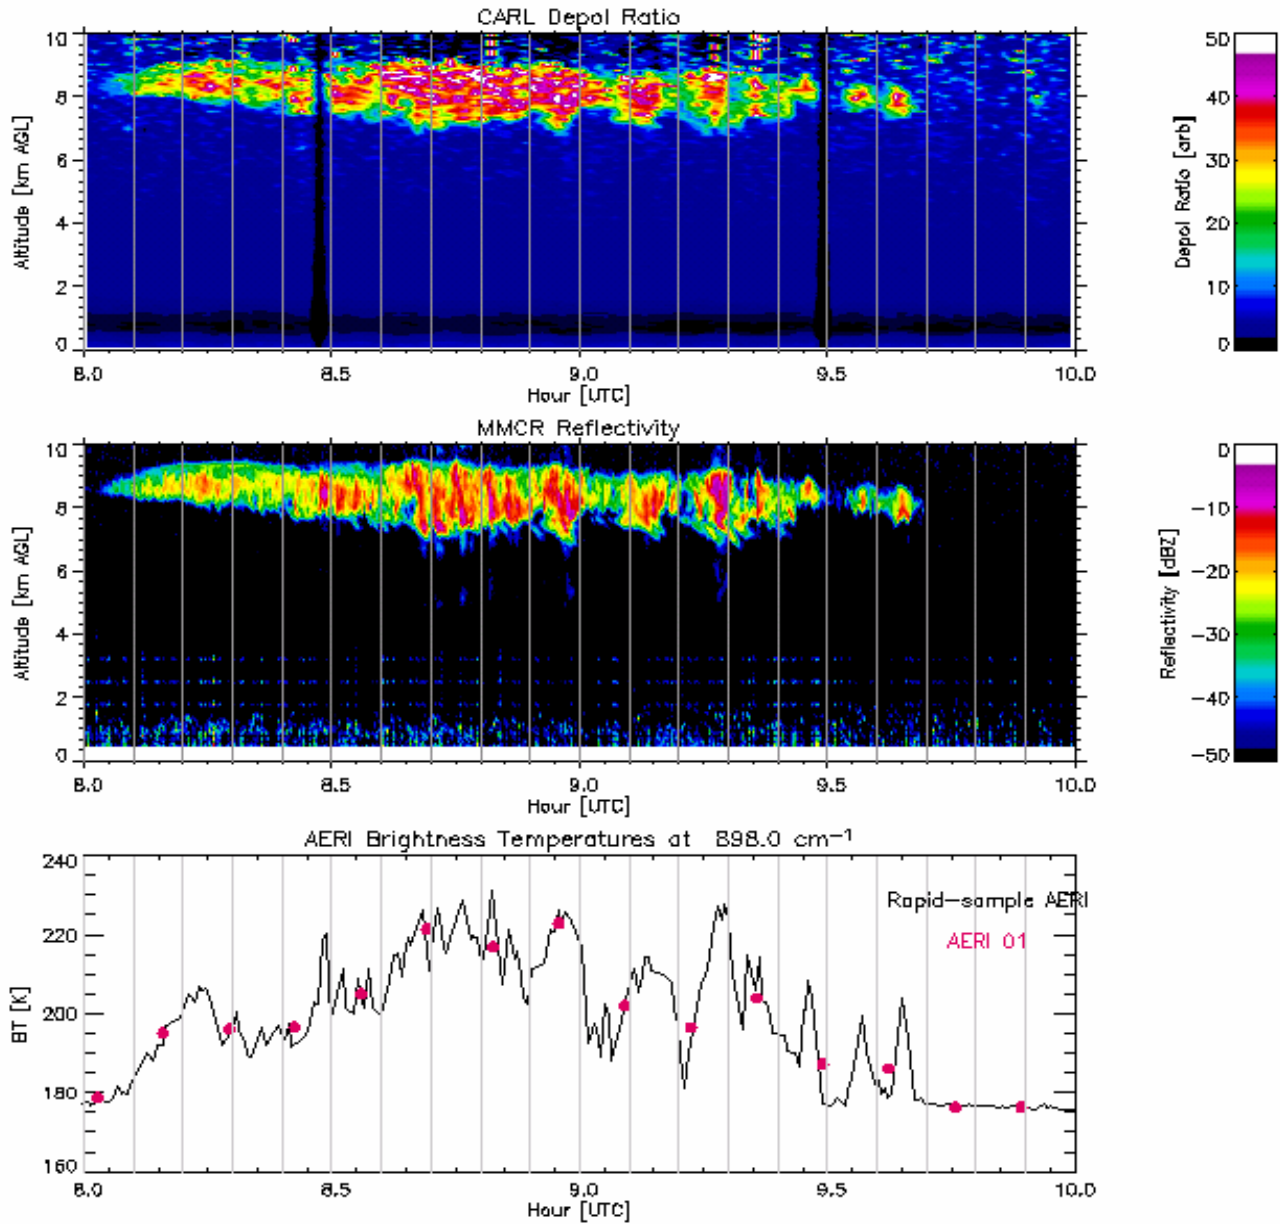 CARL Depol Ratio
10
8
6
4
2
0
Altitude [km AGL]
8.0 8.5 9.0 9.5 10.0
Hour [UTC]
50
40
30
20
10
0
Depol Ratio [arb]
MMCR Reflectivity
10
8
6
4
2
0
Altitude [km AGL]
8.0 8.5 9.0 9.5 10.0
Hour [UTC]
0
-10
-20
-30
-40
-50
Reflectivity [dBZ]
AERI Brightness Temperatures at 898.0 cm⁻¹
240
220
200
180
160
BT [K]
Rapid-sample AERI
AERI 01
8.0 8.5 9.0 9.5 10.0
Hour [UTC]